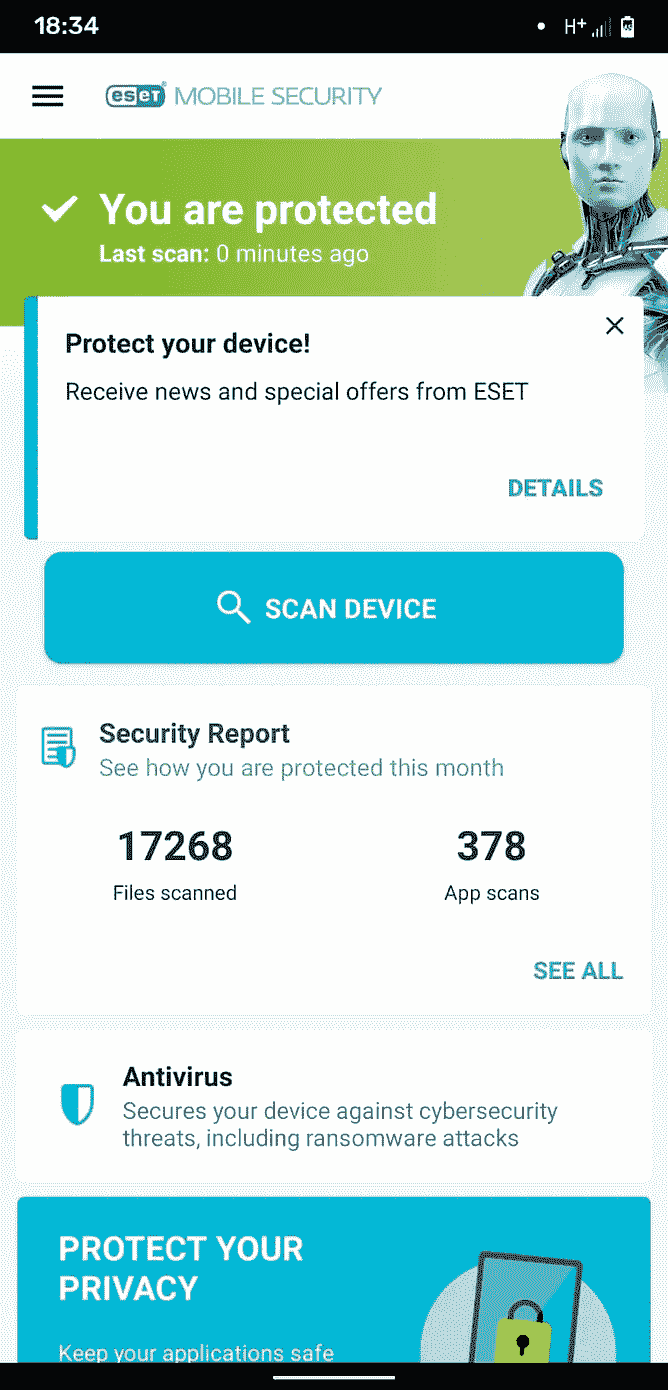 18:34
H+
eset MOBILE SECURITY
You are protected
Last scan: 0 minutes ago
Protect your device!
Receive news and special offers from ESET
DETAILS
SCAN DEVICE
Security Report
See how you are protected this month
17268 378
Files scanned App scans
SEE ALL
Antivirus
Secures your device against cybersecurity
threats, including ransomware attacks
PROTECT YOUR
PRIVACY
Keep your applications safe